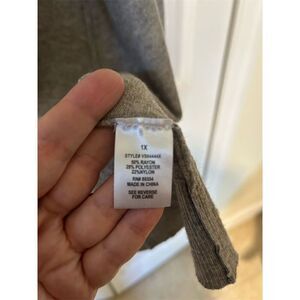 1X
50% RAYON
28% POLYESTER
22% NYLON
MADE IN CHINA
SEE REVERSE
FOR CARE